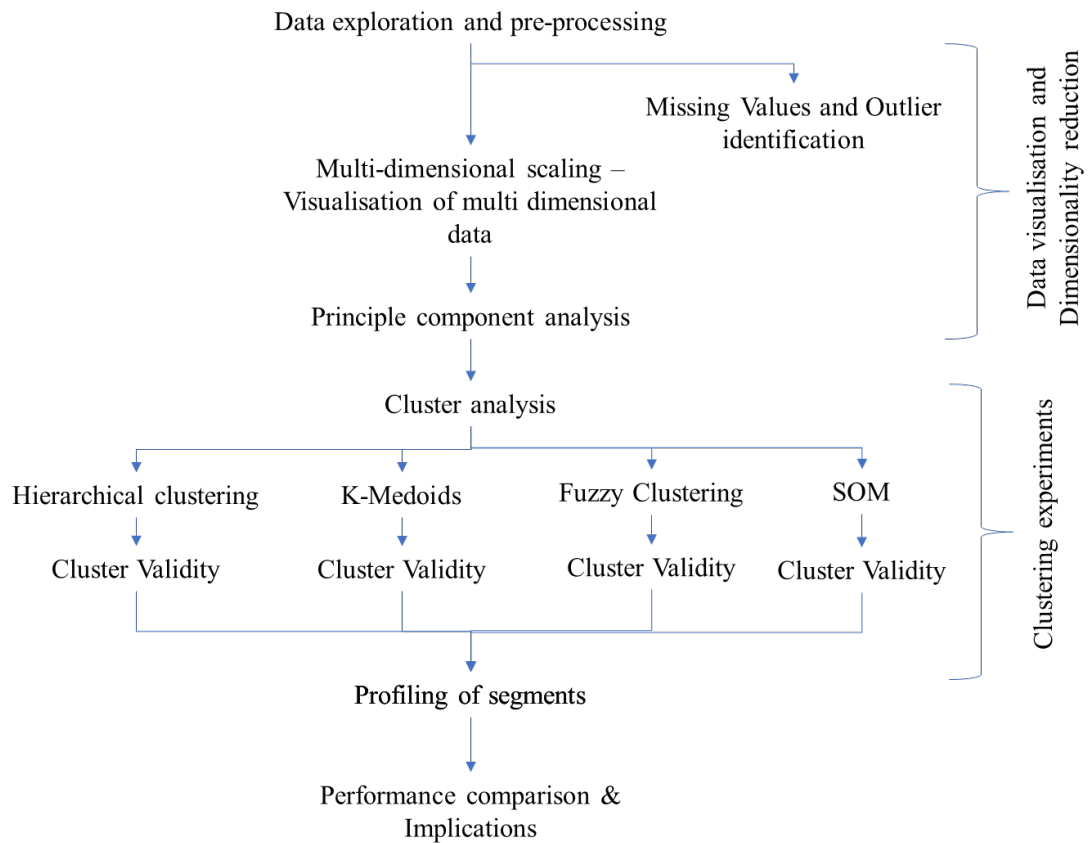 Data exploration and pre-processing
Missing Values and Outlier
identification
Multi-dimensional scaling –
Visualisation of multi dimensional
data
Principle component analysis
Data visualisation and
Dimensionality reduction
Cluster analysis
Hierarchical clustering
K-Medoids
Fuzzy Clustering
SOM
Cluster Validity
Cluster Validity
Cluster Validity
Cluster Validity
Clustering experiments
Profiling of segments
Performance comparison &
Implications